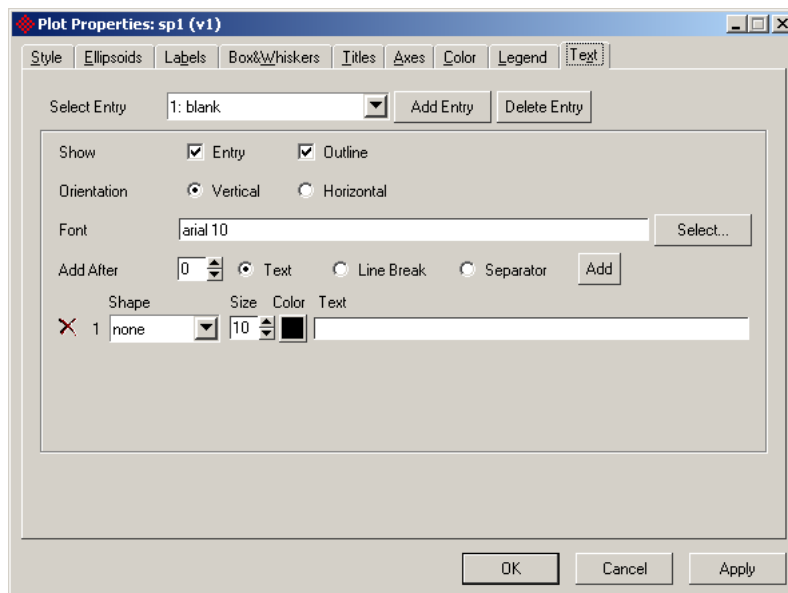 Plot Properties: sp1 (v1)
Style Ellipsoids Labels Box&Whiskers Titles Axes Color Legend Text
Select Entry 1: blank Add Entry Delete Entry
Show Entry Outline
Orientation Vertical Horizontal
Font arial 10 Select...
Add After 0 Text Line Break Separator Add
Shape Size Color Text
1 none 10
OK Cancel Apply